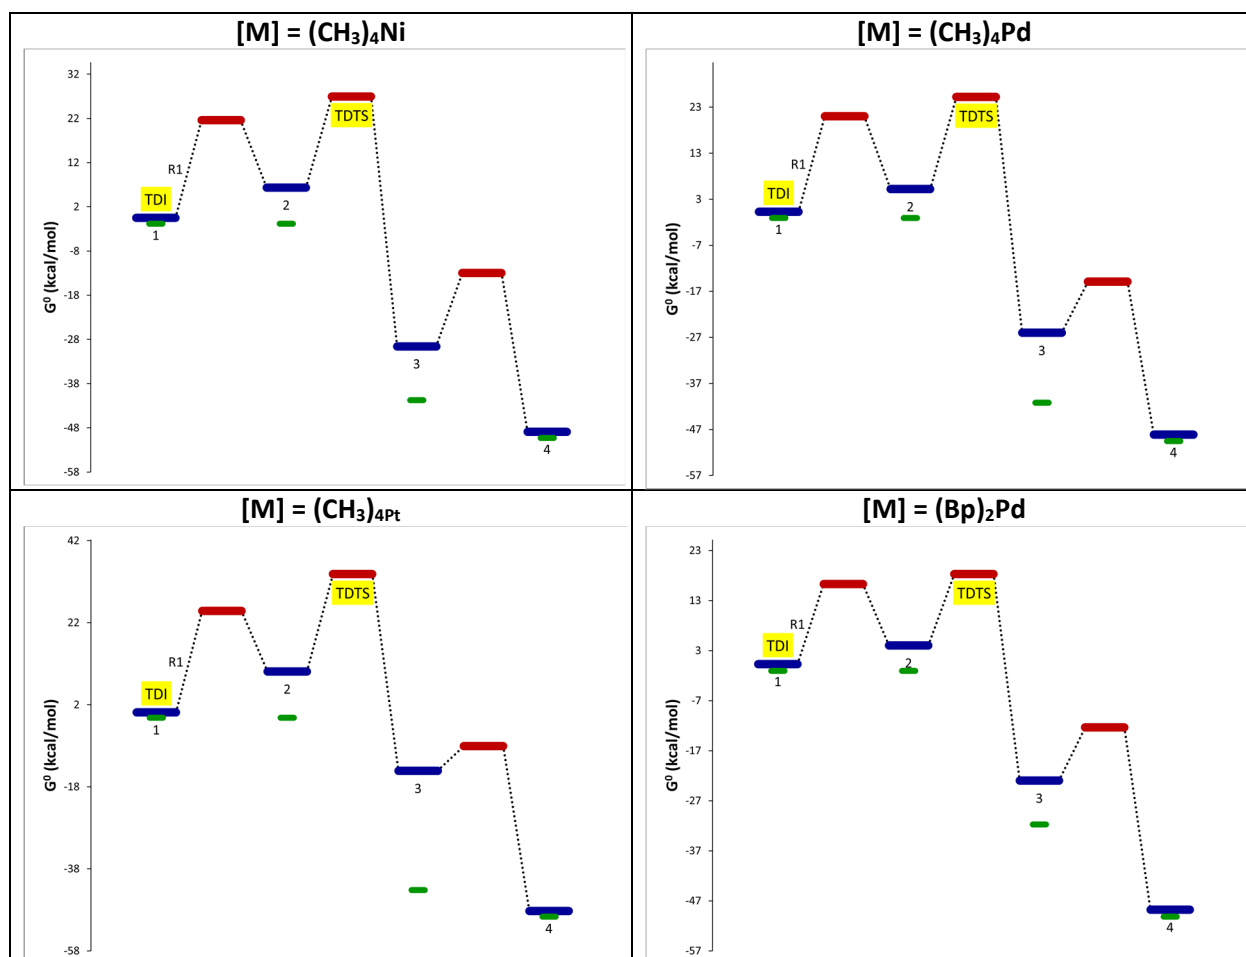 [M] = (CH₃)₄Ni
G⁰ (kcal/mol)
32
22
12
2
-8
-18
-28
-38
-48
-58
TDI
R1
TDTS
1
2
3
4
[M] = (CH₃)₄Pd
G⁰ (kcal/mol)
23
13
3
-7
-17
-27
-37
-47
-57
TDI
R1
TDTS
1
2
3
4
[M] = (CH₃)₄Pt
G⁰ (kcal/mol)
42
22
2
-18
-38
-58
TDI
R1
TDTS
1
2
3
4
[M] = (Bp)₂Pd
G⁰ (kcal/mol)
23
13
3
-7
-17
-27
-37
-47
-57
TDI
R1
TDTS
1
2
3
4